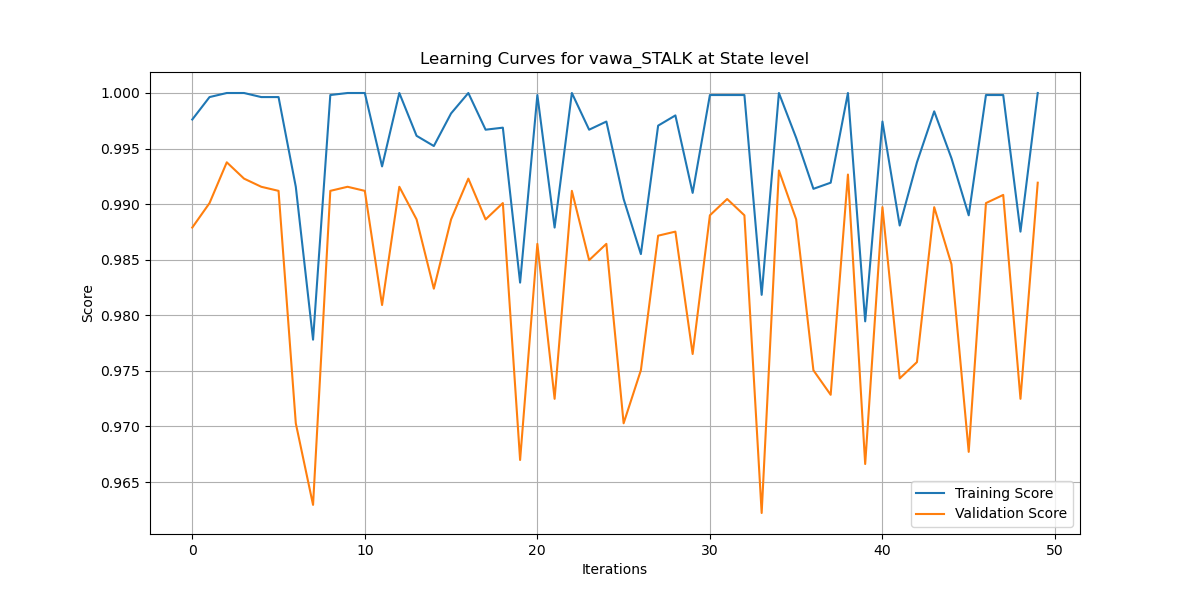 Learning Curves for vawa_STALK at State level
1.000
0.995
0.990
0.985
0.980
0.975
0.970
0.965
Score
0 10 20 30 40 50
Iterations
Training Score
Validation Score